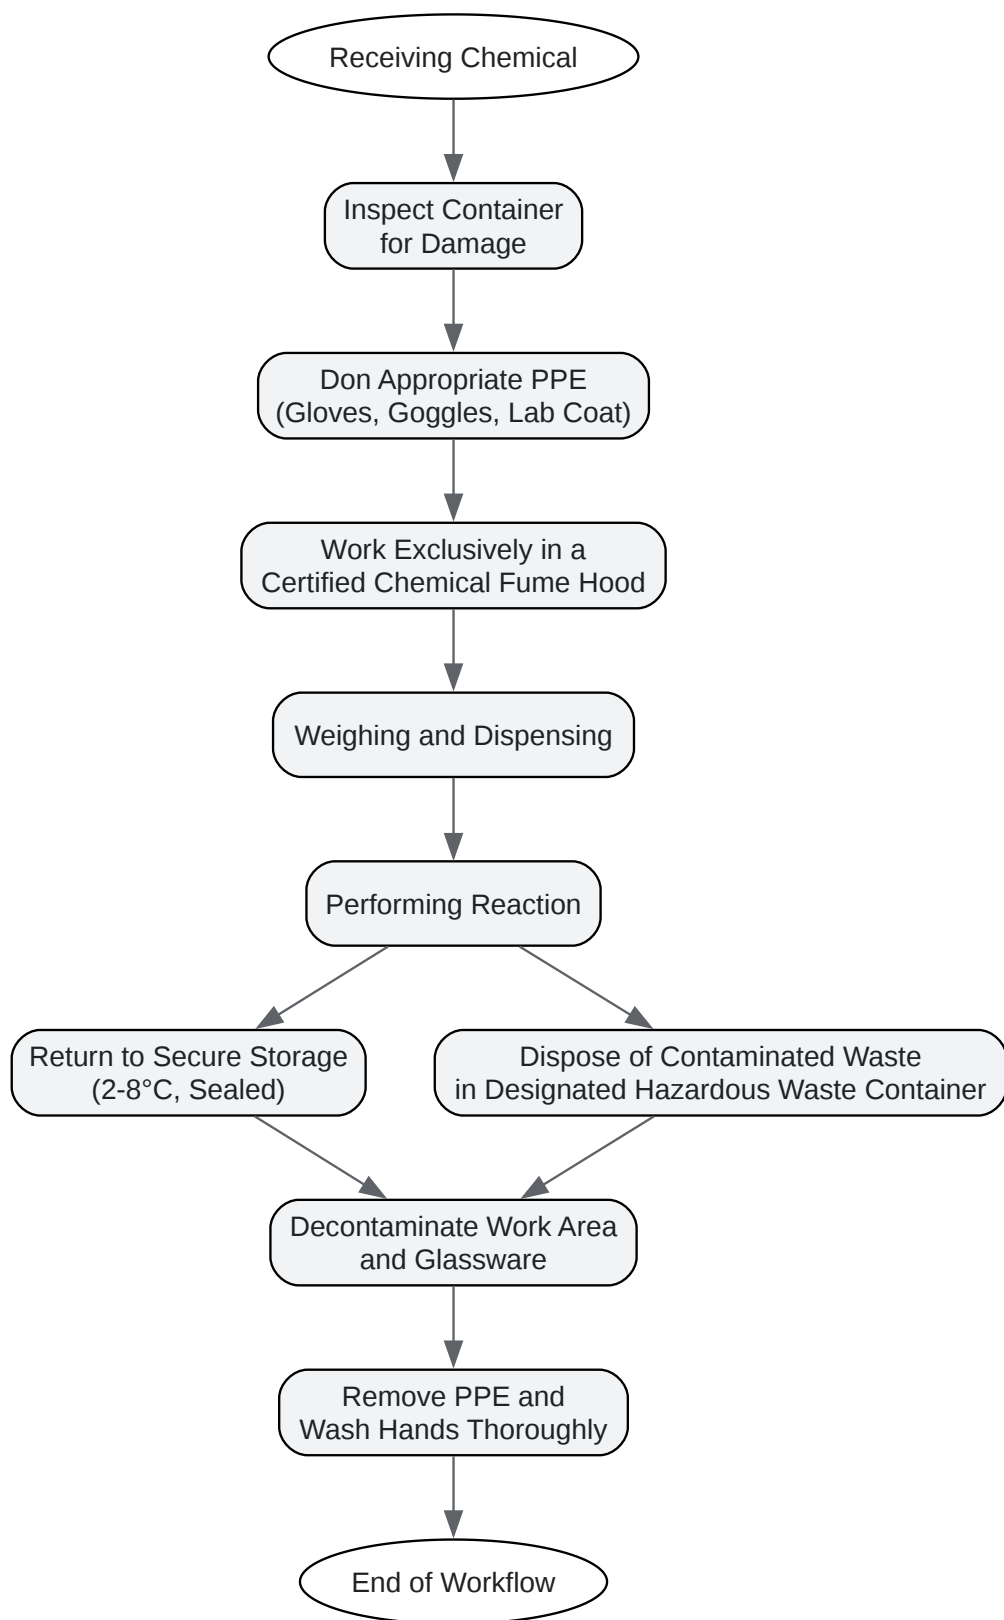 Receiving Chemical
Inspect Container
for Damage
Don Appropriate PPE
(Gloves, Goggles, Lab Coat)
Work Exclusively in a
Certified Chemical Fume Hood
Weighing and Dispensing
Performing Reaction
Return to Secure Storage
(2-8°C, Sealed)
Dispose of Contaminated Waste
in Designated Hazardous Waste Container
Decontaminate Work Area
and Glassware
Remove PPE and
Wash Hands Thoroughly
End of Workflow